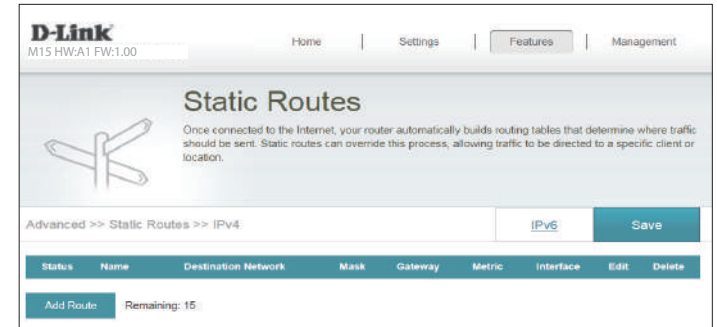 D-Link
M15 HW:A1 FW:1.00
Home | Settings | Features | Management
Static Routes
Once connected to the Internet, your router automatically builds routing tables that determine where traffic
should be sent. Static routes can override this process, allowing traffic to be directed to a specific client or
location.
Advanced >> Static Routes >> IPv4
IPv6
Save
Status Name Destination Network Mask Gateway Metric Interface Edit Delete
Add Route Remaining: 15